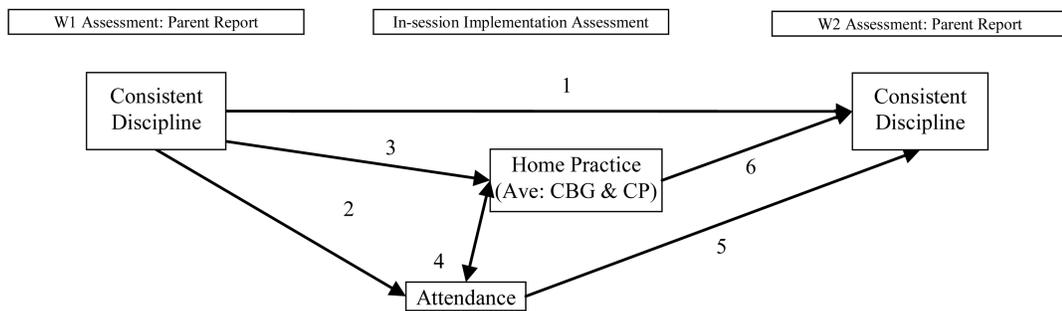 W1 Assessment: Parent Report
In-session Implementation Assessment
W2 Assessment: Parent Report
Consistent
Discipline
1
Consistent
Discipline
3
Home Practice
(Ave: CBG & CP)
6
2
5
4
Attendance